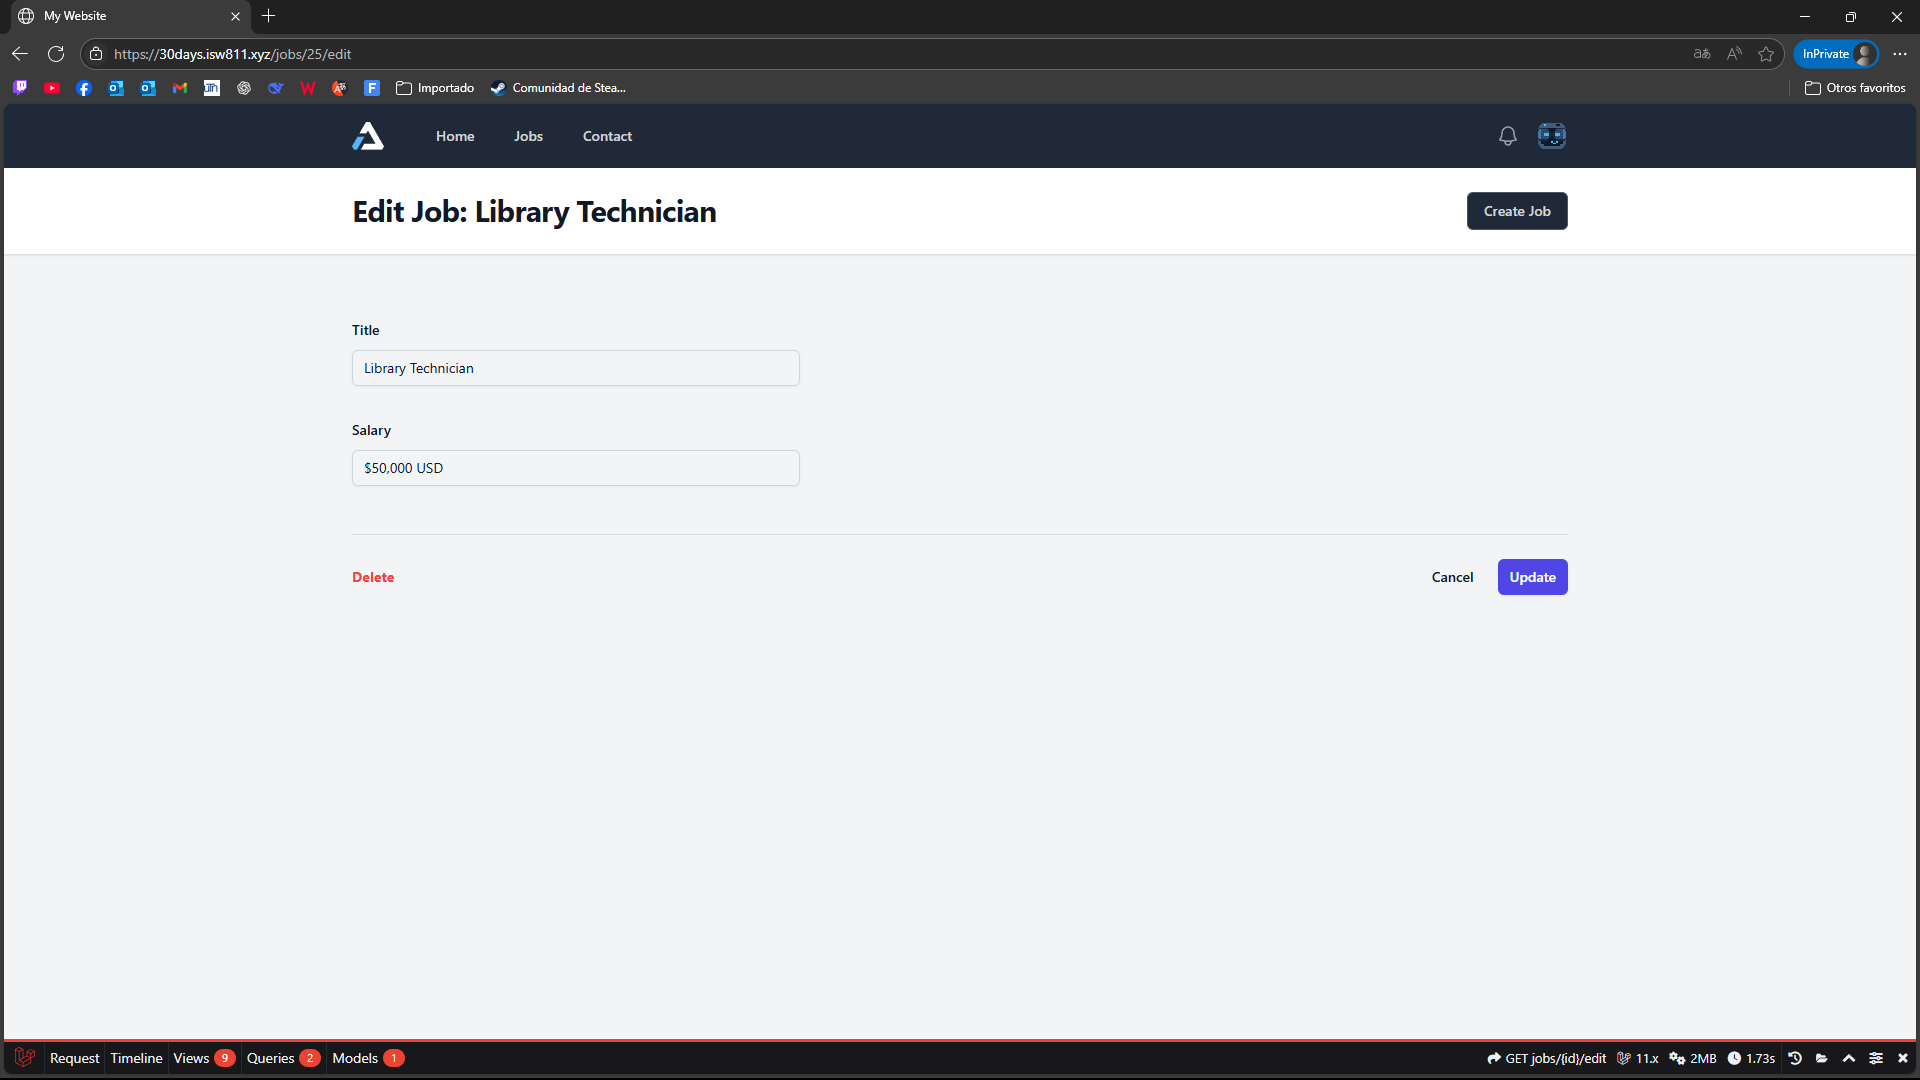 My Website
https://30days.isw811.xyz/jobs/25/edit
InPrivate
Importado
Comunidad de Stea...
Otros favoritos
Home
Jobs
Contact
Edit Job: Library Technician
Create Job
Title
Library Technician
Salary
$50,000 USD
Delete
Cancel
Update
Request
Timeline
Views 9
Queries 2
Models 1
GET jobs/{id}/edit
11.x
2MB
1.73s